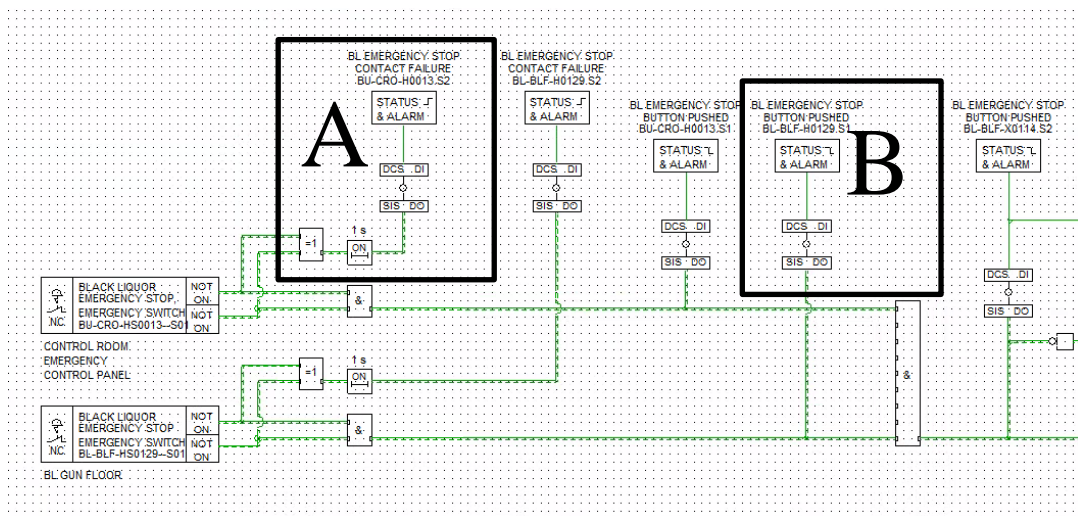 BL EMERGENCY STOP
CONTACT FAILURE
BU-CRO-H0013.S2
STATUS
& ALARM
A
DCS DI
SIS DO
1 s
=1
ON
BL EMERGENCY STOP
CONTACT FAILURE
BL-BLF-H0129.S2
STATUS
& ALARM
DCS DI
SIS DO
BL EMERGENCY STOP
BUTTON PUSHED
BU-CRO-H0013.S1
STATUS
& ALARM
DCS DI
SIS DO
BL EMERGENCY STOP
BUTTON PUSHED
BL-BLF-H0129.S1
STATUS
& ALARM
B
DCS DI
SIS DO
BL EMERGENCY STOP
BUTTON PUSHED
BL-BLF-X0114.S2
STATUS
& ALARM
DCS DI
SIS DO
BLACK LIQUOR
EMERGENCY STOP,
EMERGENCY SWITCH
BU-CRO-HS0013--S01
N.C.
NOT
ON
NOT
ON
&
CONTROL ROOM
EMERGENCY
CONTROL PANEL
1 s
=1
ON
&
BLACK LIQUOR
EMERGENCY STOP
EMERGENCY SWITCH
BL-BLF-HS0129--S01
N.C.
NOT
ON
NOT
ON
&
BL GUN FLOOR